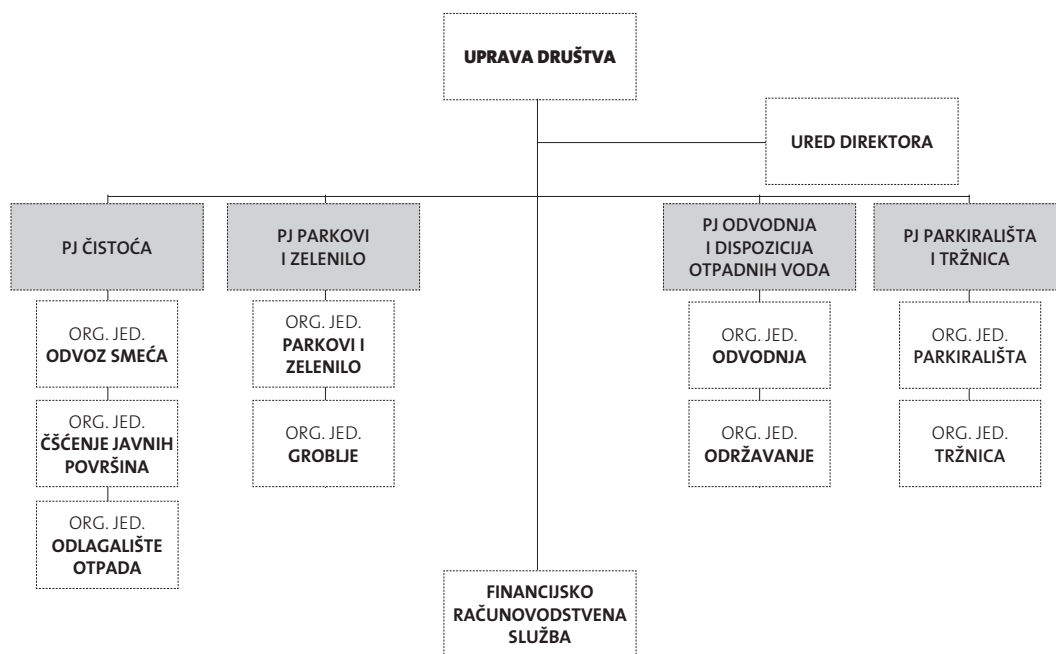 UPRAVA DRUŠTVA
URED DIREKTORA
PJ ČISTOĆA
PJ PARKOVI
I ZELENILO
PJ ODVODNJA
I DISPOZICIJA
OTPADNIH VODA
PJ PARKIRALIŠTA
I TRŽNICA
ORG. JED.
ODVOZ SMEĆA
ORG. JED.
PARKOVI I
ZELENILO
ORG. JED.
ODVODNJA
ORG. JED.
PARKIRALIŠTA
ORG. JED.
ČŠĆENJE JAVNIH
POVRŠINA
ORG. JED.
GROBLJE
ORG. JED.
ODRŽAVANJE
ORG. JED.
TRŽNICA
ORG. JED.
ODLAGALIŠTE
OTPADA
FINANCIJSKO
RAČUNOVODSTVENA
SLUŽBA